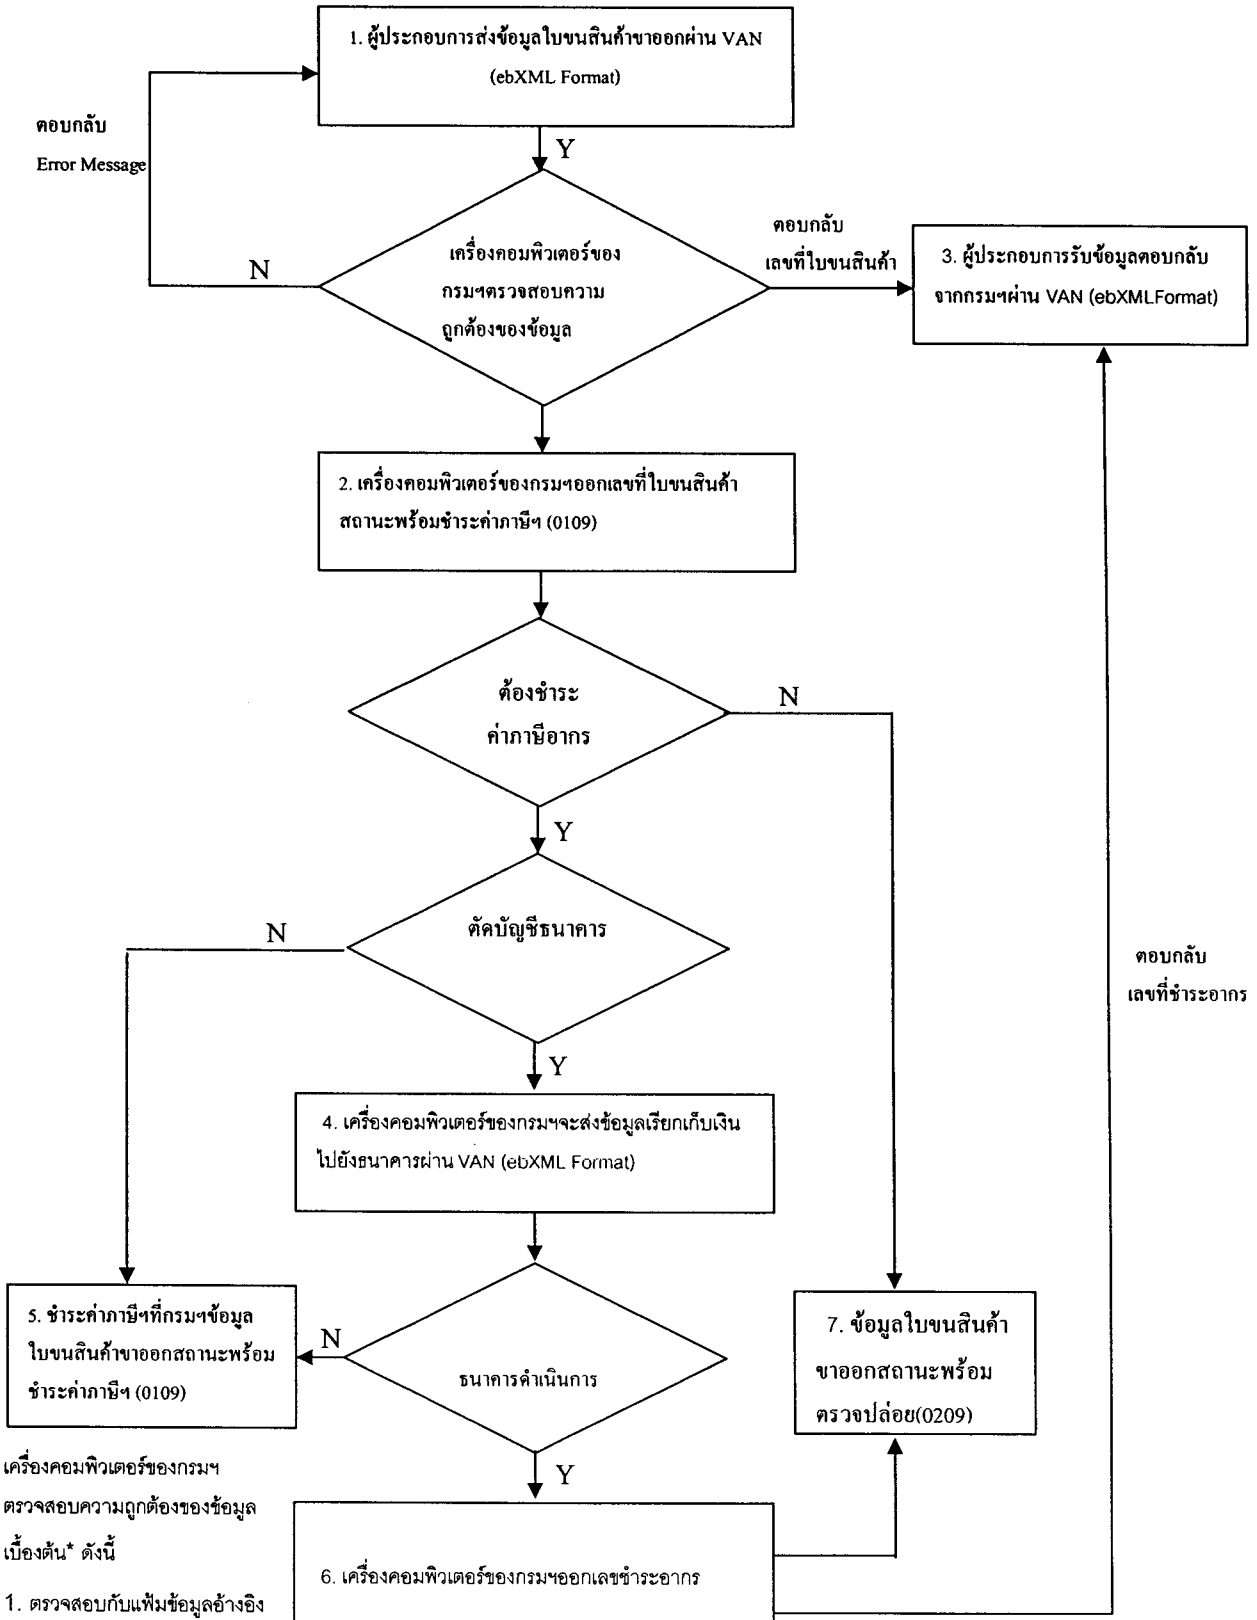 1. ผู้ประกอบการส่งข้อมูลใบขนสินค้าขาออกผ่าน VAN
(ebXML Format)
ตอบกลับ
Error Message
Y
N
เครื่องคอมพิวเตอร์ของ
กรมฯตรวจสอบความ
ถูกต้องของข้อมูล
ตอบกลับ
เลขที่ใบขนสินค้า
3. ผู้ประกอบการรับข้อมูลตอบกลับ
จากกรมฯผ่าน VAN (ebXMLFormat)
2. เครื่องคอมพิวเตอร์ของกรมฯออกเลขที่ใบขนสินค้า
สถานะพร้อมชำระค่าภาษีฯ (0109)
ต้องชำระ
ค่าภาษีอากร
N
Y
ตัดบัญชีธนาคาร
N
Y
ตอบกลับ
เลขที่ชำระอากร
4. เครื่องคอมพิวเตอร์ของกรมฯจะส่งข้อมูลเรียกเก็บเงิน
ไปยังธนาคารผ่าน VAN (ebXML Format)
5. ชำระค่าภาษีฯที่กรมฯข้อมูล
ใบขนสินค้าขาออกสถานะพร้อม
ชำระค่าภาษีฯ (0109)
N
ธนาคารดำเนินการ
Y
7. ข้อมูลใบขนสินค้า
ขาออกสถานะพร้อม
ตรวจปล่อย(0209)
เครื่องคอมพิวเตอร์ของกรมฯ
ตรวจสอบความถูกต้องของข้อมูล
เบื้องต้น* ดังนี้
1. ตรวจสอบกับแฟ้มข้อมูลอ้างอิง
6. เครื่องคอมพิวเตอร์ของกรมฯออกเลขชำระอากร